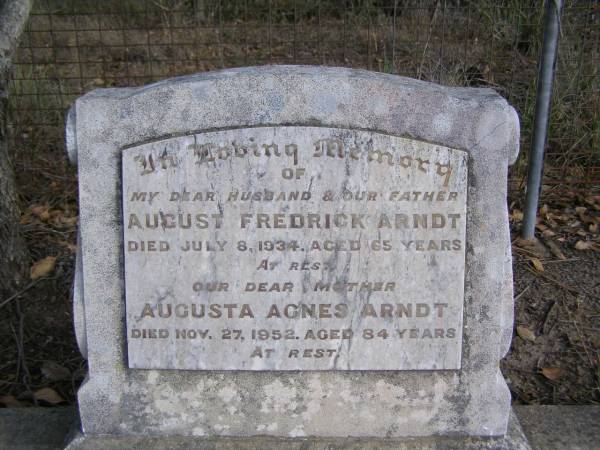 In Loving Memory
OF
MY DEAR HUSBAND & OUR FATHER
AUGUST FREDRICK ARNDT
DIED JULY 8, 1934. AGED 65 YEARS
AT REST.
OUR DEAR MOTHER
AUGUSTA AGNES ARNDT
DIED NOV. 27, 1952. AGED 84 YEARS
AT REST.